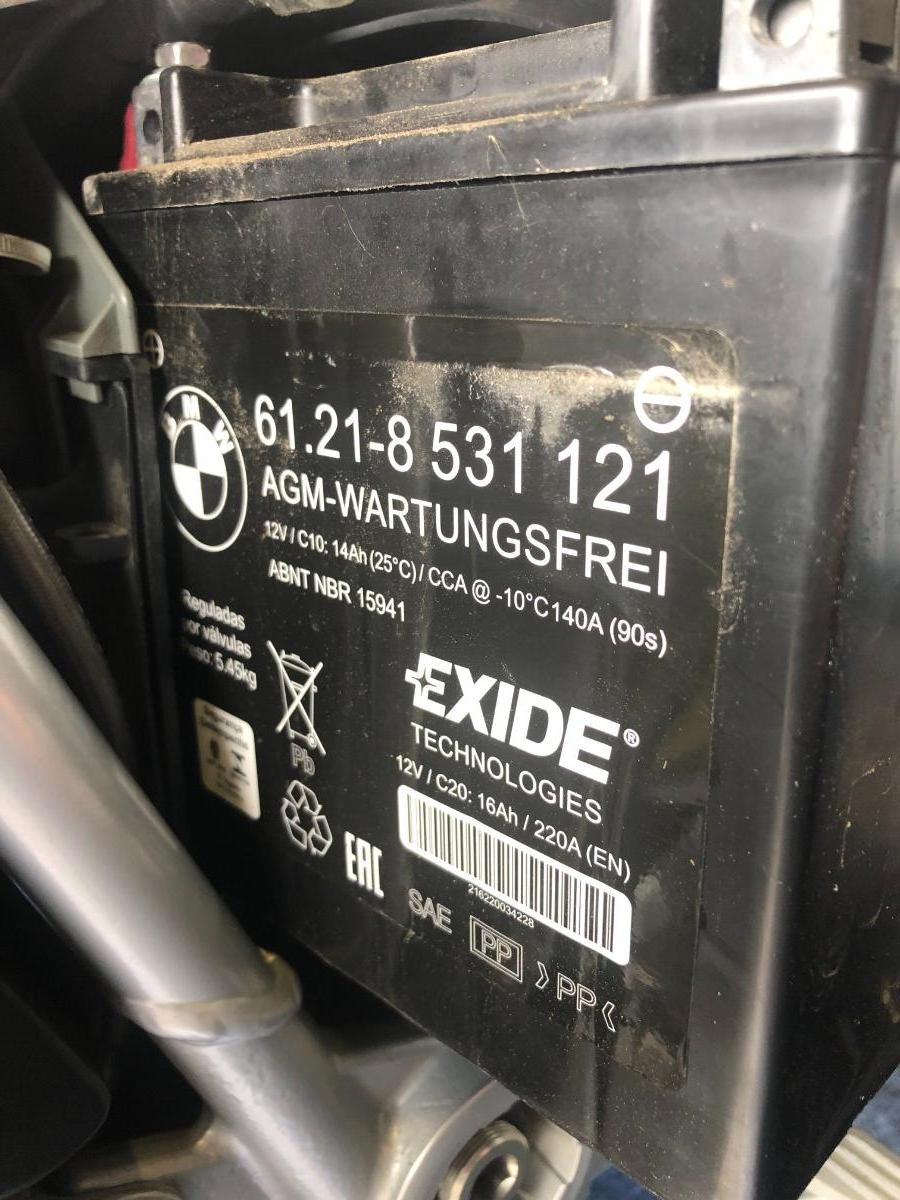 BMW
61.21-8 531 121
AGM-WARTUNGSFREI
12V / C10: 14Ah (25°C) / CCA @ -10°C140A (90s)
ABNT NBR 15941
Reguladas
por válvulas
Peso: 5.45kg
Segurança
Pb
EXIDE®
TECHNOLOGIES
12V / C20: 16Ah / 220A (EN)
216220034228
EAC
SAE
PP
>PP<